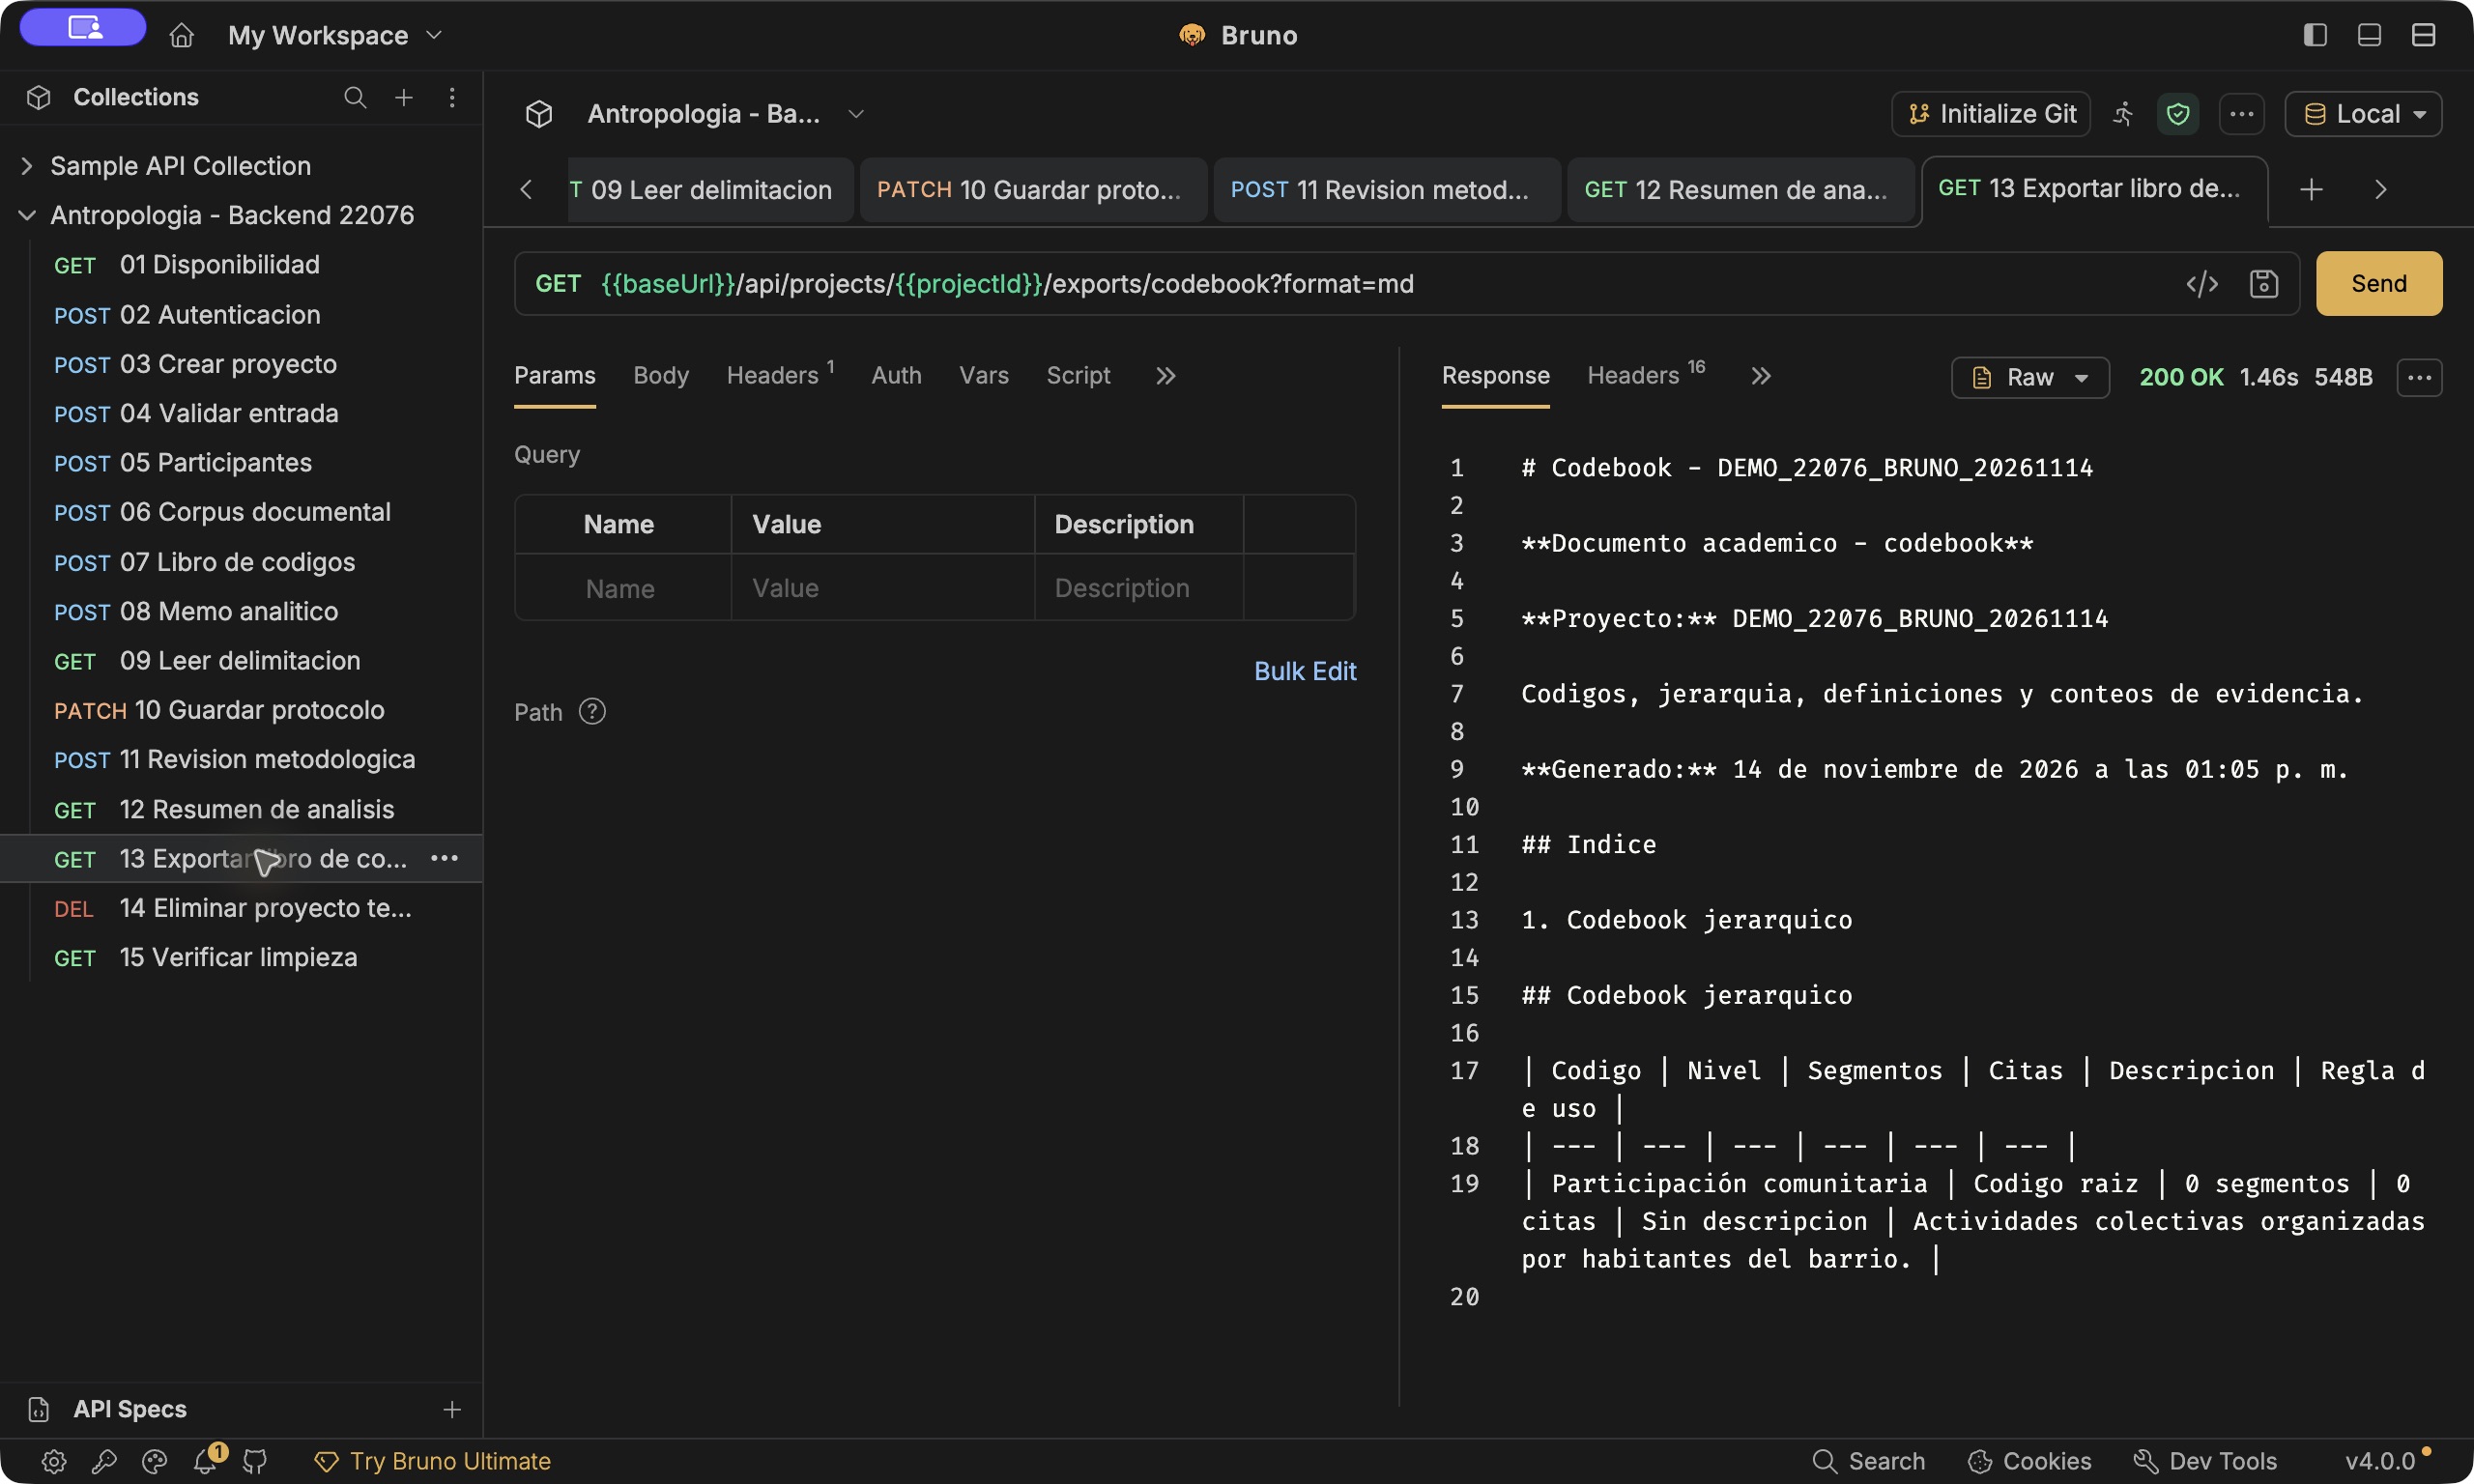 My Workspace
Bruno
Collections
Sample API Collection
Antropologia - Backend 22076
GET 01 Disponibilidad
POST 02 Autenticacion
POST 03 Crear proyecto
POST 04 Validar entrada
POST 05 Participantes
POST 06 Corpus documental
POST 07 Libro de codigos
POST 08 Memo analitico
GET 09 Leer delimitacion
PATCH 10 Guardar protocolo
POST 11 Revision metodologica
GET 12 Resumen de analisis
GET 13 Exportar libro de co...
DEL 14 Eliminar proyecto te...
GET 15 Verificar limpieza
API Specs
Antropologia - Ba...
Initialize Git
Local
T 09 Leer delimitacion
PATCH 10 Guardar proto...
POST 11 Revision metod...
GET 12 Resumen de ana...
GET 13 Exportar libro de...
GET {{baseUrl}}/api/projects/{{projectId}}/exports/codebook?format=md
Send
Params Body Headers 1 Auth Vars Script
Query
Name Value Description
Name Value Description
Bulk Edit
Path ?
Response Headers 16
Raw
200 OK 1.46s 548B
1 # Codebook - DEMO_22076_BRUNO_20261114
2
3 **Documento academico - codebook**
4
5 **Proyecto:** DEMO_22076_BRUNO_20261114
6
7 Codigos, jerarquia, definiciones y conteos de evidencia.
8
9 **Generado:** 14 de noviembre de 2026 a las 01:05 p. m.
10
11 ## Indice
12
13 1. Codebook jerarquico
14
15 ## Codebook jerarquico
16
17 | Codigo | Nivel | Segmentos | Citas | Descripcion | Regla d
e uso |
18 | --- | --- | --- | --- | --- | --- |
19 | Participación comunitaria | Codigo raiz | 0 segmentos | 0
citas | Sin descripcion | Actividades colectivas organizadas
por habitantes del barrio. |
20
1
Try Bruno Ultimate
Search
Cookies
Dev Tools
v4.0.0